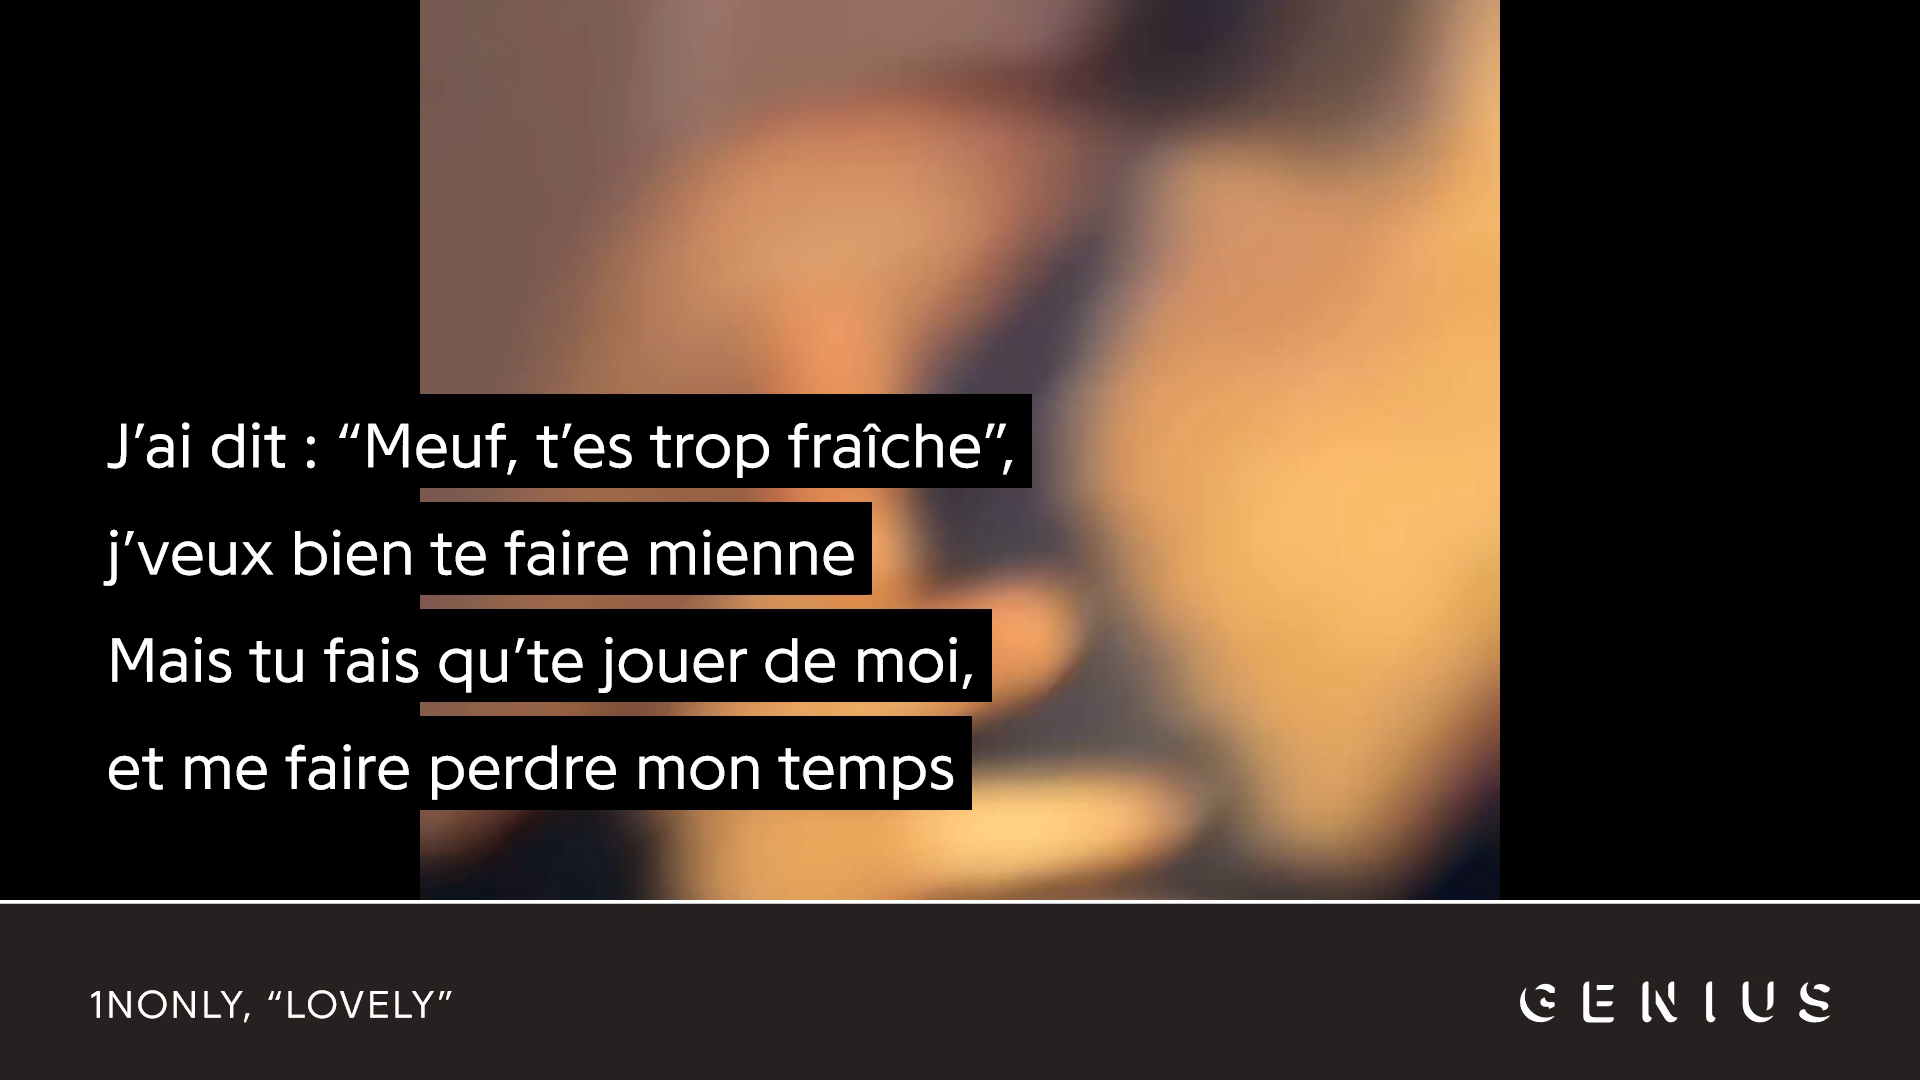 J’ai dit : “Meuf, t’es trop fraîche”,
j’veux bien te faire mienne
Mais tu fais qu’te jouer de moi,
et me faire perdre mon temps
1NONLY, “LOVELY”
GENIUS